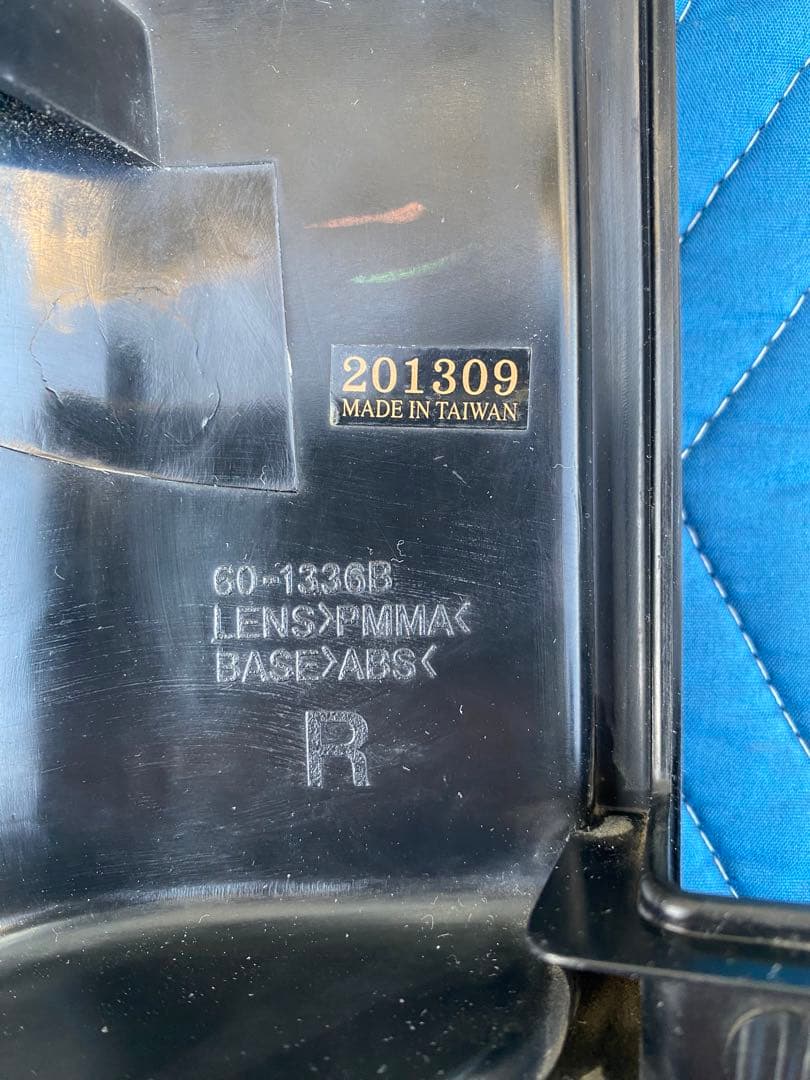 201309
MADE IN TAIWAN
60-1336B
LENS>PMMA<
BASE>ABS<
R